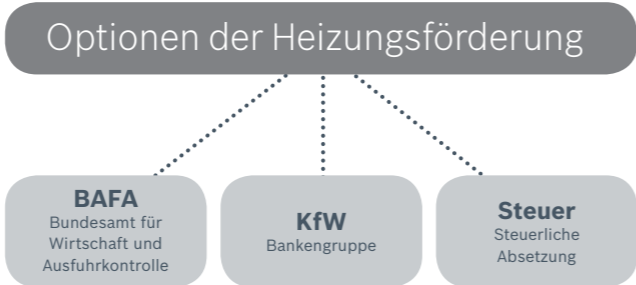 Optionen der Heizungsförderung
BAFA
Bundesamt für
Wirtschaft und
Ausfuhrkontrolle
KfW
Bankengruppe
Steuer
Steuerliche
Absetzung